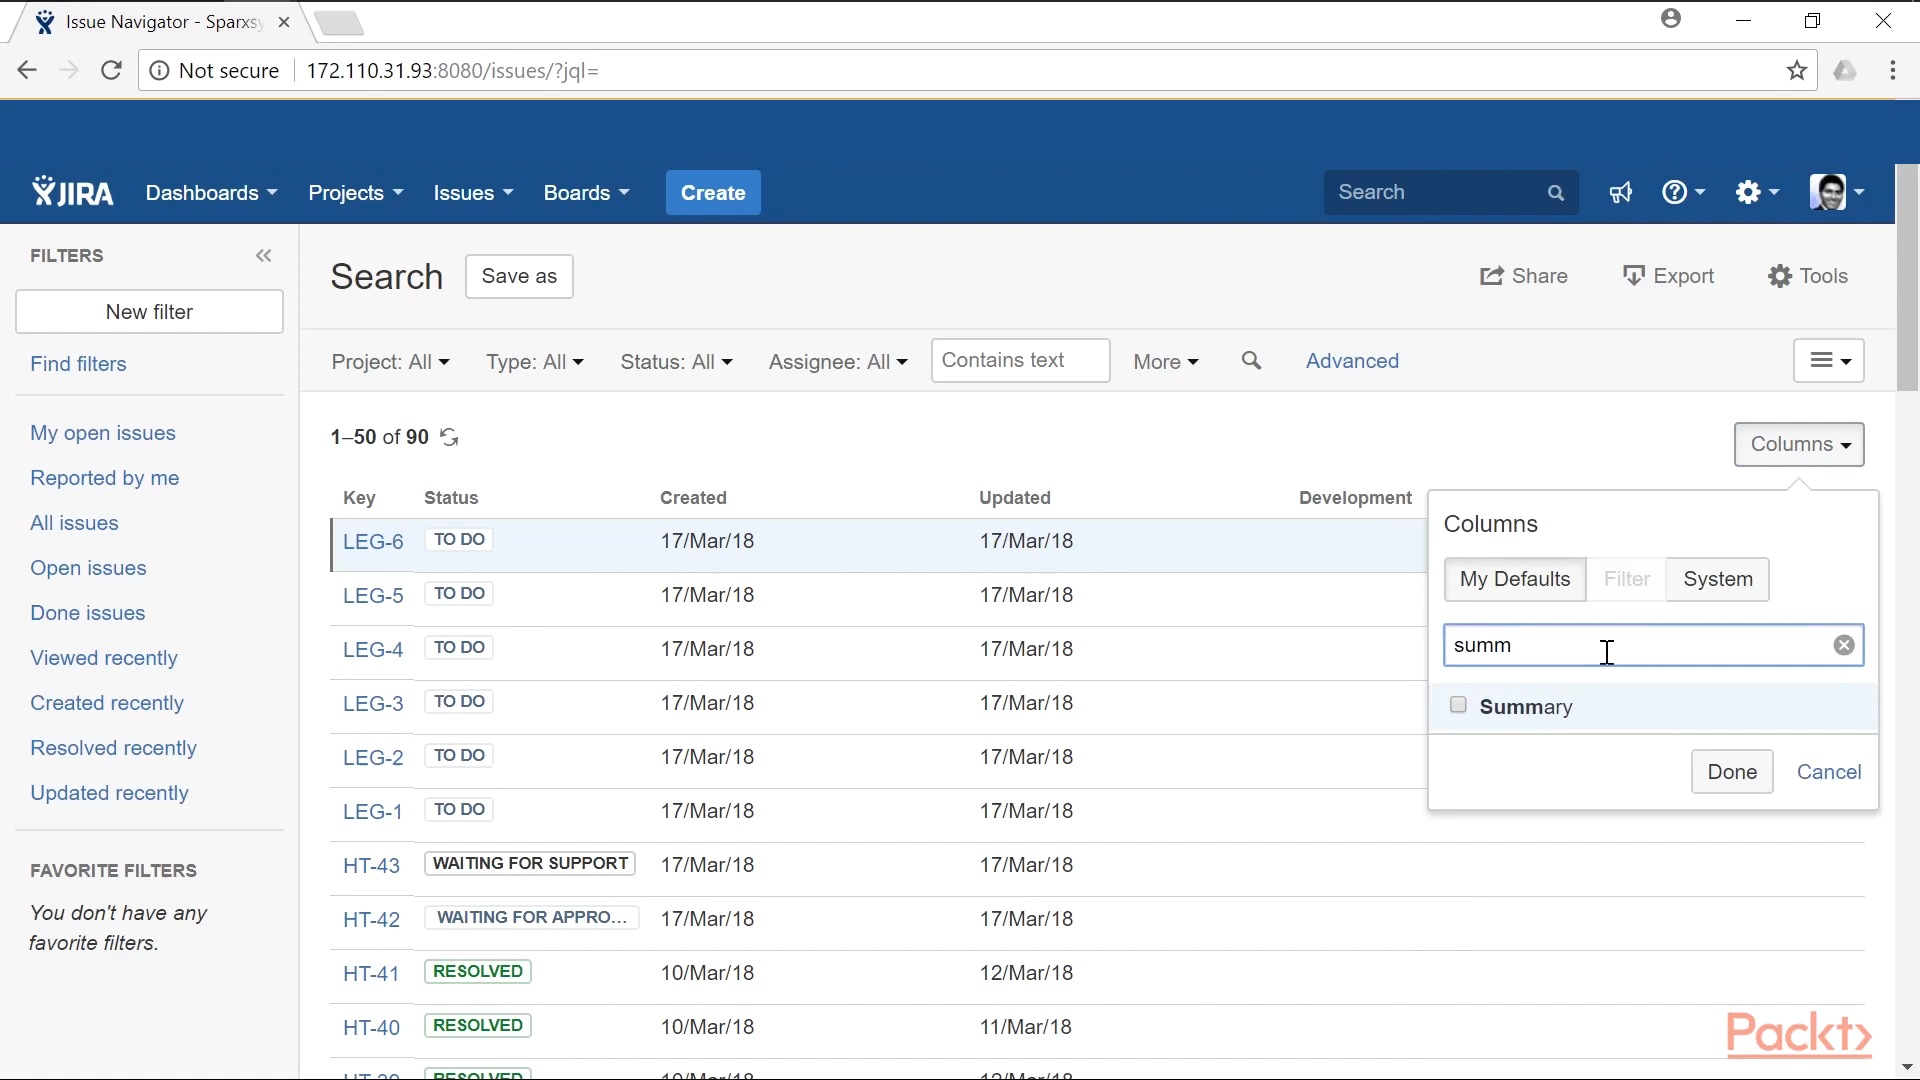 Issue Navigator - Sparxsy
Not secure 172.110.31.93:8080/issues/?jql=
JIRA Dashboards Projects Issues Boards Create Search
FILTERS
New filter
Find filters
My open issues
Reported by me
All issues
Open issues
Done issues
Viewed recently
Created recently
Resolved recently
Updated recently
FAVORITE FILTERS
You don't have any
favorite filters.
Search Save as Share Export Tools
Project: All Type: All Status: All Assignee: All Contains text More Advanced
1–50 of 90
Columns
Key Status Created Updated Development
LEG-6 TO DO 17/Mar/18 17/Mar/18
LEG-5 TO DO 17/Mar/18 17/Mar/18
LEG-4 TO DO 17/Mar/18 17/Mar/18
LEG-3 TO DO 17/Mar/18 17/Mar/18
LEG-2 TO DO 17/Mar/18 17/Mar/18
LEG-1 TO DO 17/Mar/18 17/Mar/18
HT-43 WAITING FOR SUPPORT 17/Mar/18 17/Mar/18
HT-42 WAITING FOR APPRO... 17/Mar/18 17/Mar/18
HT-41 RESOLVED 10/Mar/18 12/Mar/18
HT-40 RESOLVED 10/Mar/18 11/Mar/18
Columns
My Defaults Filter System
summ
Summary
Done Cancel
Packt